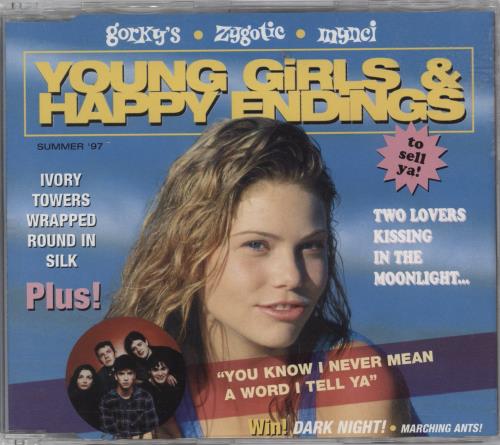 gorky's • zygotic • mynci
YOUNG GiRLS &
HAPPY ENDiNGS
SUMMER '97
to
sell
ya!
IVORY
TOWERS
WRAPPED
ROUND IN
SILK
Plus!
TWO LOVERS
KISSING
IN THE
MOONLIGHT...
"YOU KNOW I NEVER MEAN
A WORD I TELL YA"
Win! DARK NIGHT! • MARCHING ANTS!